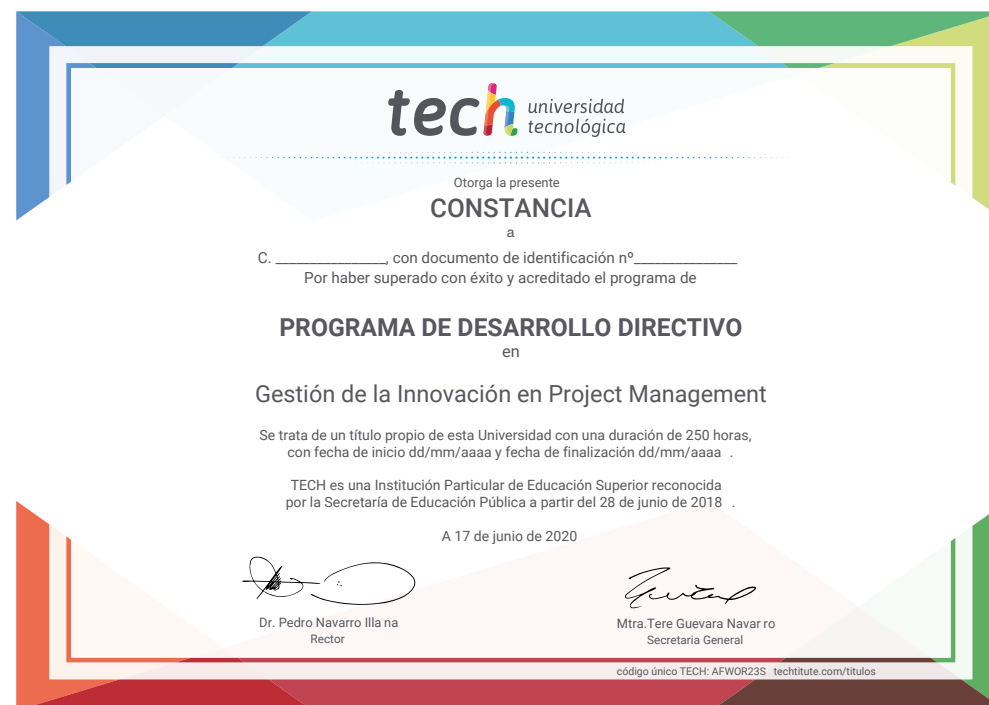 tech universidad
tecnológica
Otorga la presente
CONSTANCIA
a
C. ________________, con documento de identificación nº_______________
Por haber superado con éxito y acreditado el programa de
PROGRAMA DE DESARROLLO DIRECTIVO
en
Gestión de la Innovación en Project Management
Se trata de un título propio de esta Universidad con una duración de 250 horas,
con fecha de inicio dd/mm/aaaa y fecha de finalización dd/mm/aaaa .
TECH es una Institución Particular de Educación Superior reconocida
por la Secretaría de Educación Pública a partir del 28 de junio de 2018 .
A 17 de junio de 2020
Dr. Pedro Navarro Illa na
Rector
Mtra.Tere Guevara Navar ro
Secretaria General
código único TECH: AFWOR23S techtitute.com/titulos